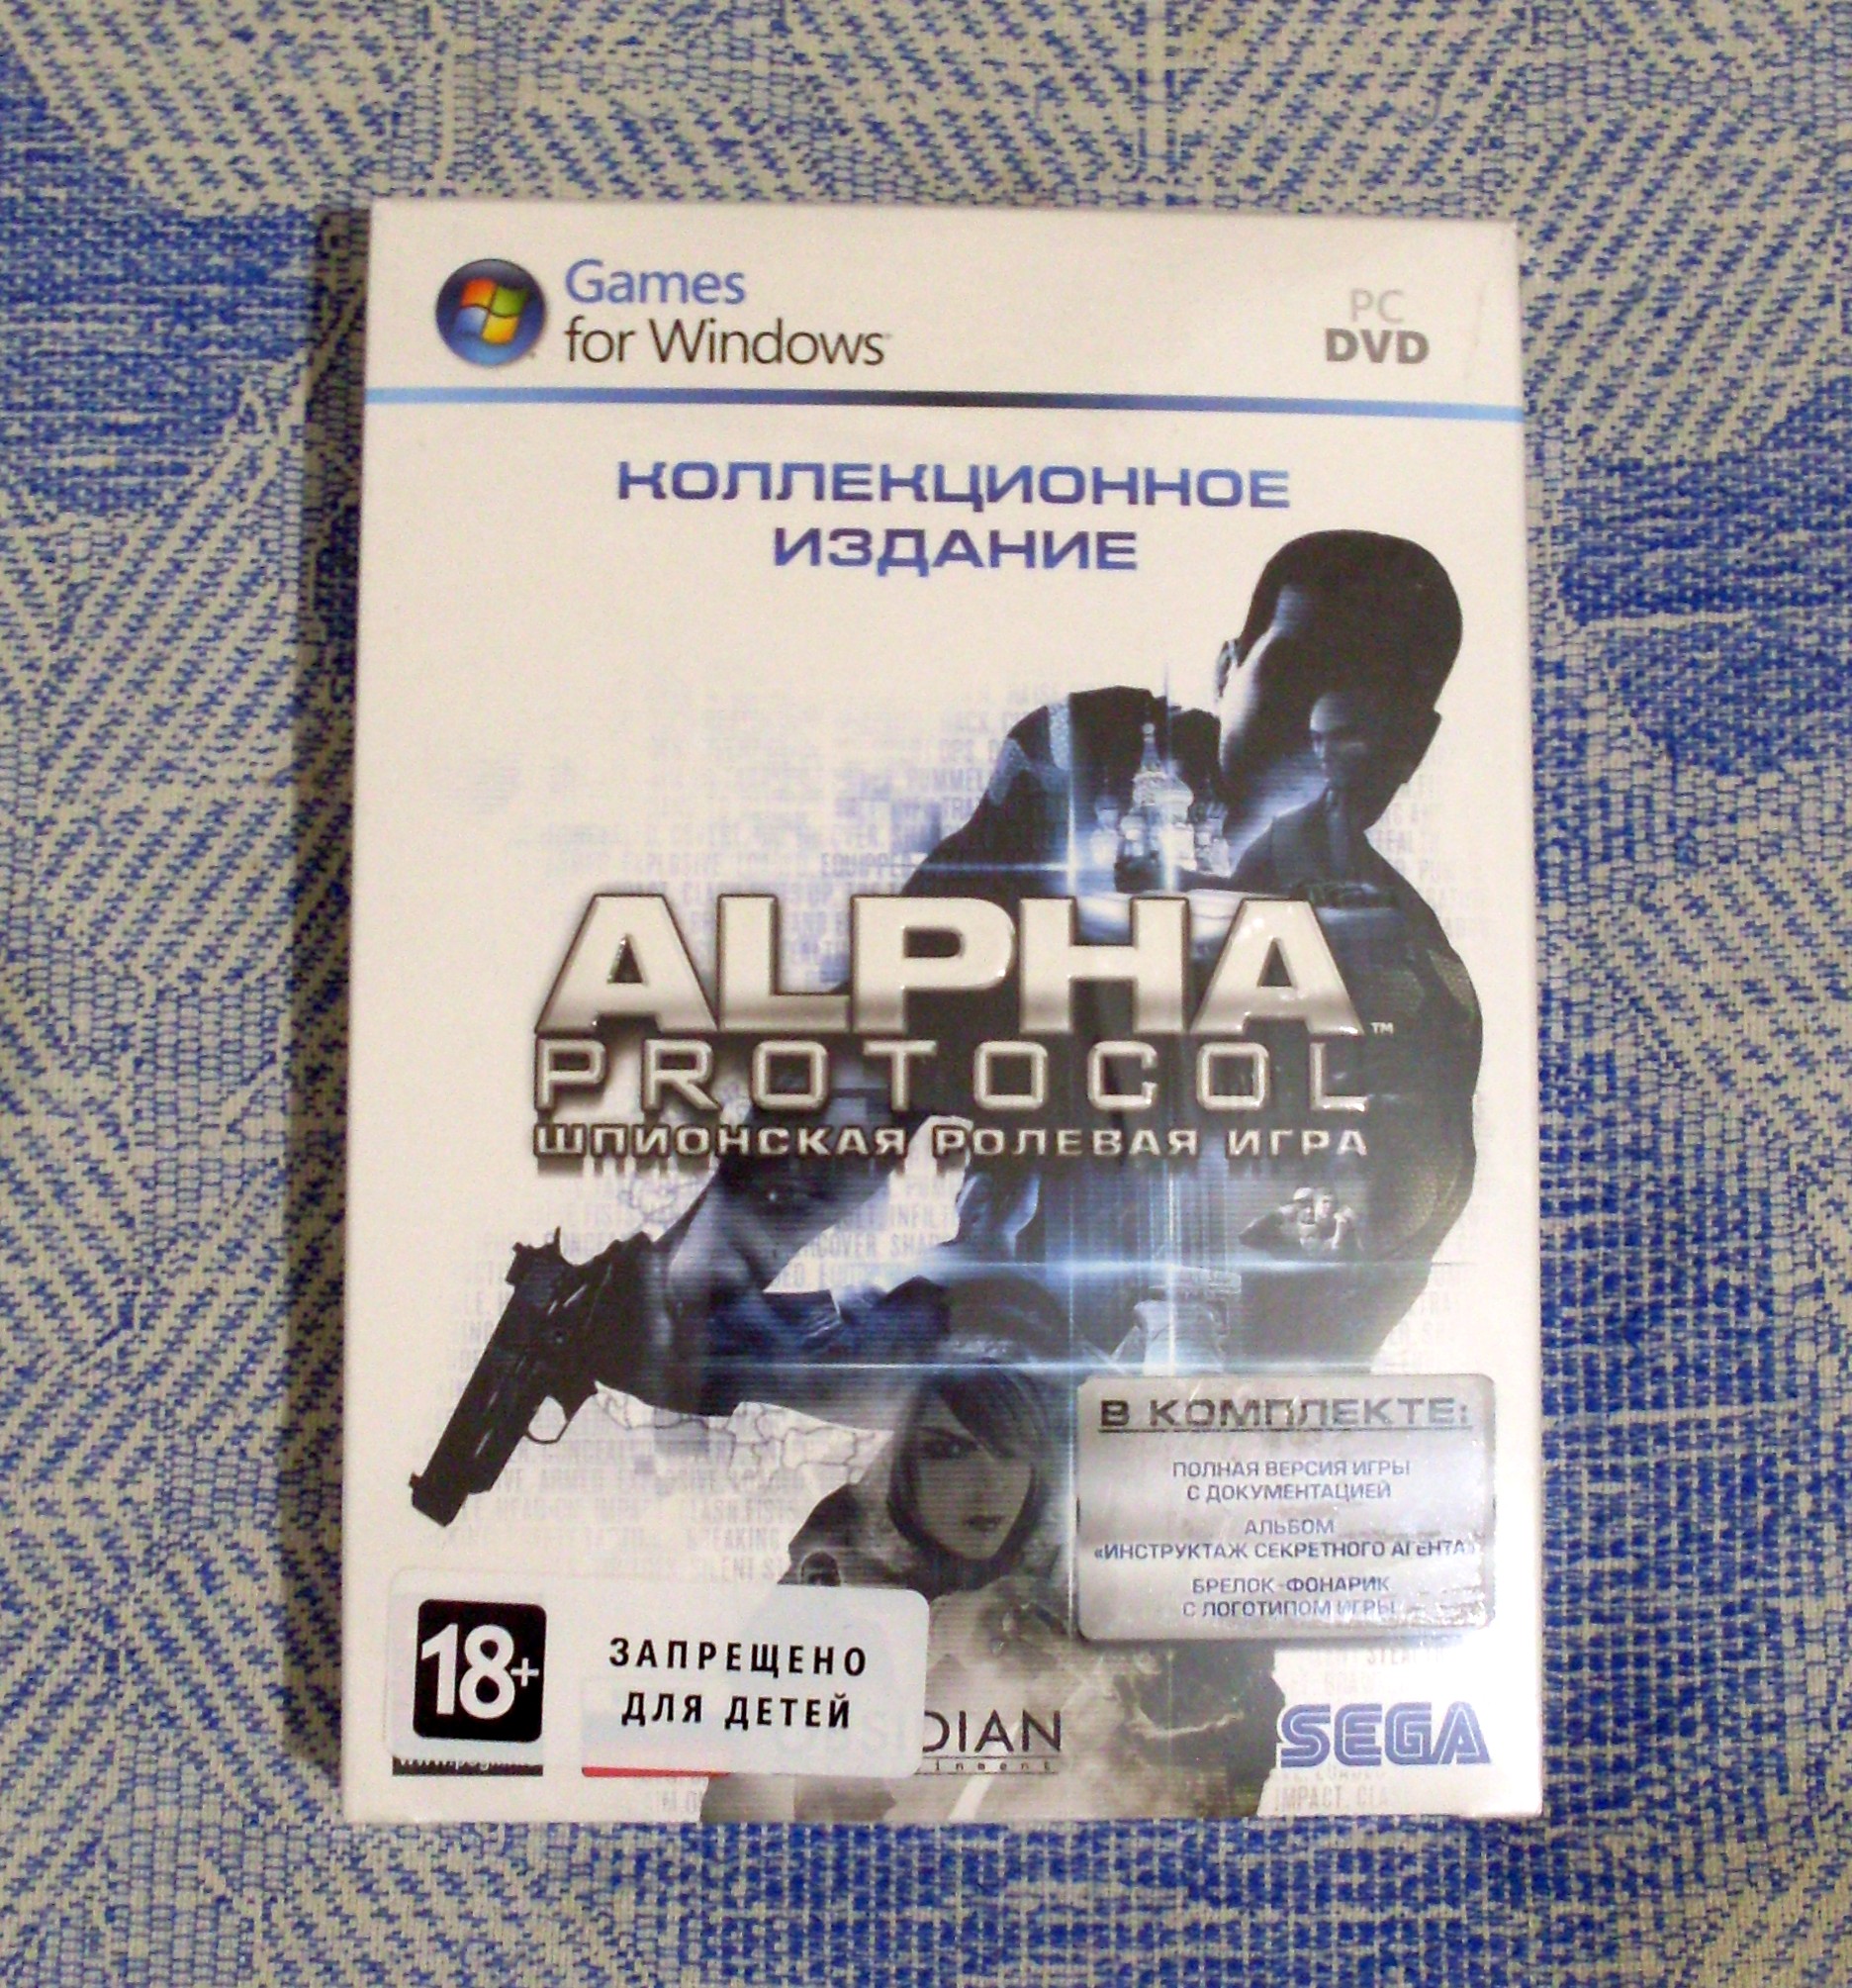 Games
for Windows
PC
DVD
КОЛЛЕКЦИОННОЕ
ИЗДАНИЕ
ALPHA
PROTOCOL™
ШПИОНСКАЯ РОЛЕВАЯ ИГРА
В КОМПЛЕКТЕ:
ПОЛНАЯ ВЕРСИЯ ИГРЫ
С ДОКУМЕНТАЦИЕЙ
АЛЬБОМ
«ИНСТРУКТАЖ СЕКРЕТНОГО АГЕНТА»
БРЕЛОК-ФОНАРИК
С ЛОГОТИПОМ ИГРЫ
18+
ЗАПРЕЩЕНО
ДЛЯ ДЕТЕЙ
SEGA